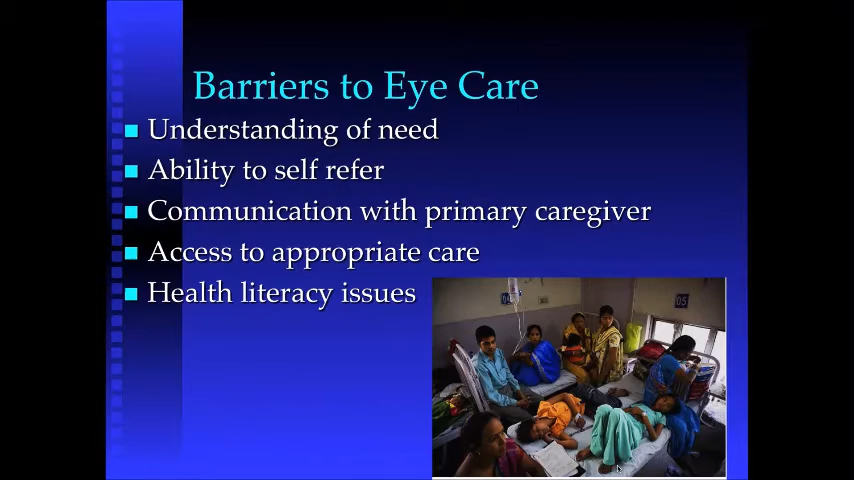 Barriers to Eye Care
Understanding of need
Ability to self refer
Communication with primary caregiver
Access to appropriate care
Health literacy issues
05